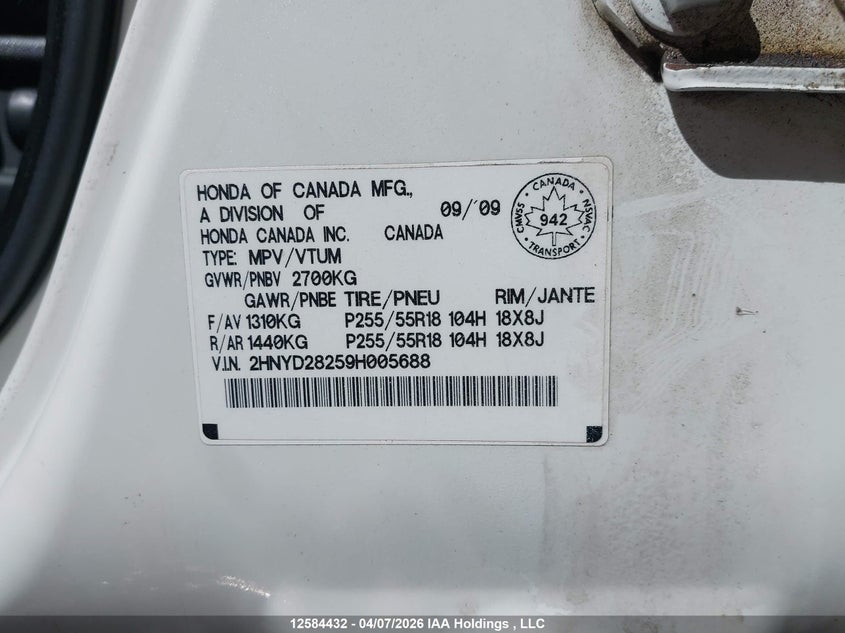 HONDA OF CANADA MFG.,
A DIVISION OF 09/'09
HONDA CANADA INC. CANADA
TYPE: MPV/VTUM
GVWR/PNBV 2700KG
GAWR/PNBE TIRE/PNEU RIM/JANTE
F/AV 1310KG P255/55R18 104H 18X8J
R/AR 1440KG P255/55R18 104H 18X8J
V.I.N. 2HNYD28259H005688
CANADA
CMVSS 942 NSVAC
TRANSPORT
12584432 - 04/07/2026 IAA Holdings , LLC